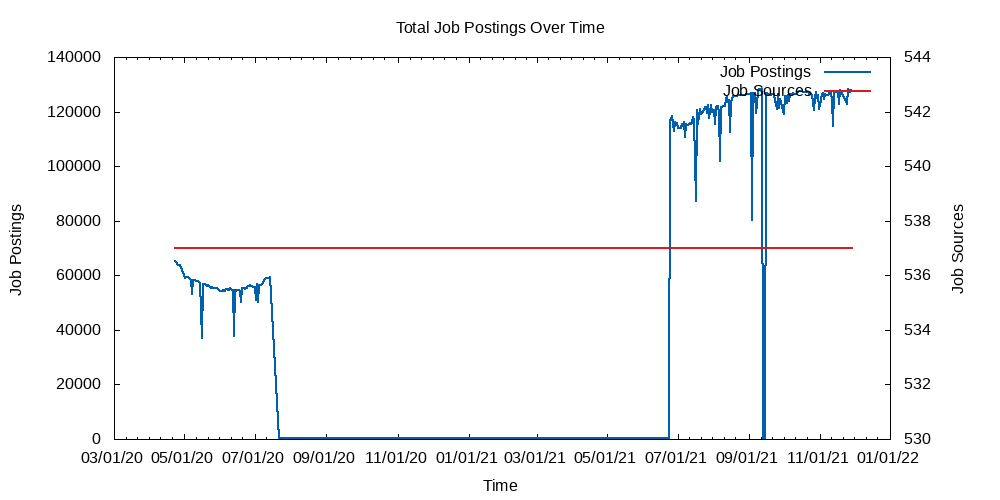 Total Job Postings Over Time
140000
120000
100000
80000
60000
40000
20000
0
544
542
540
538
536
534
532
530
Job Postings
Job Sources
Job Postings
Job Sources
03/01/20 05/01/20 07/01/20 09/01/20 11/01/20 01/01/21 03/01/21 05/01/21 07/01/21 09/01/21 11/01/21 01/01/22
Time